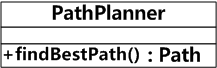 PathPlanner
+findBestPath() : Path